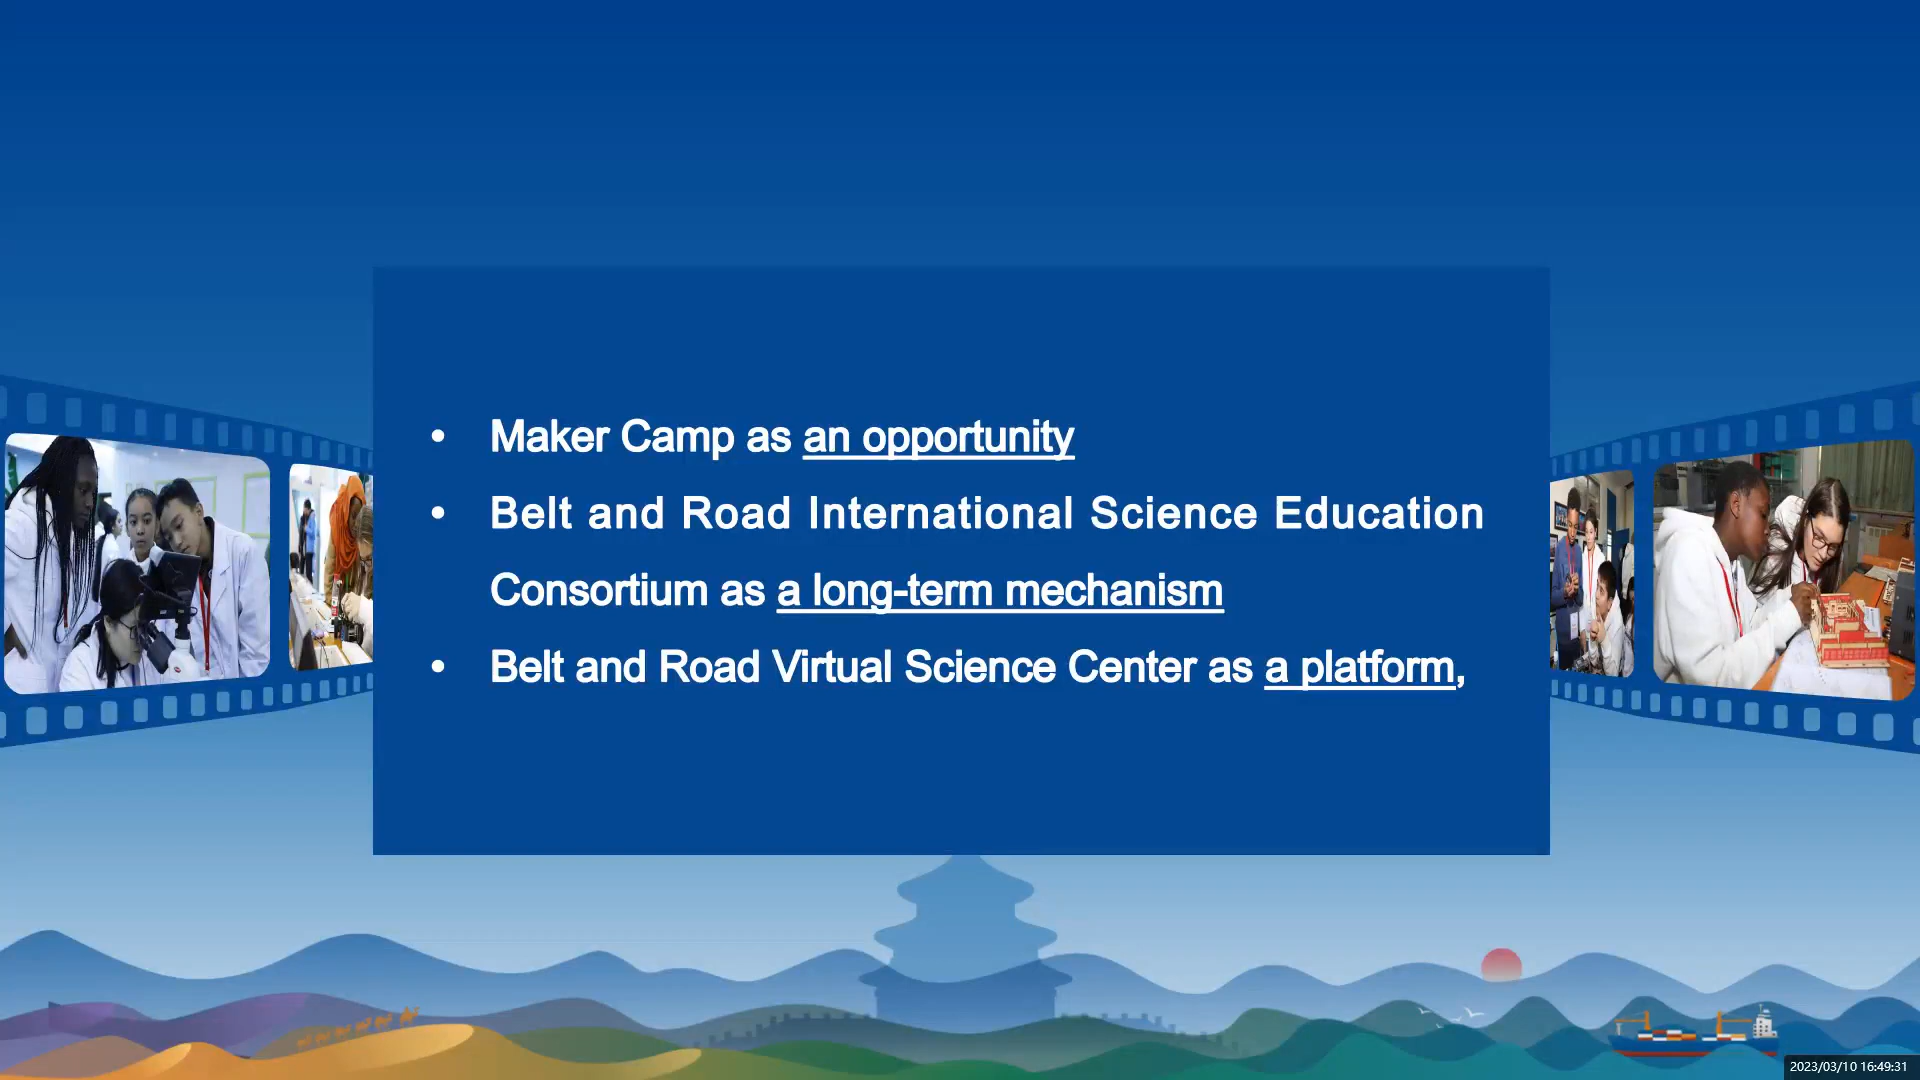 • Maker Camp as an opportunity
• Belt and Road International Science Education
Consortium as a long-term mechanism
• Belt and Road Virtual Science Center as a platform,
2023/03/10 16:49:31